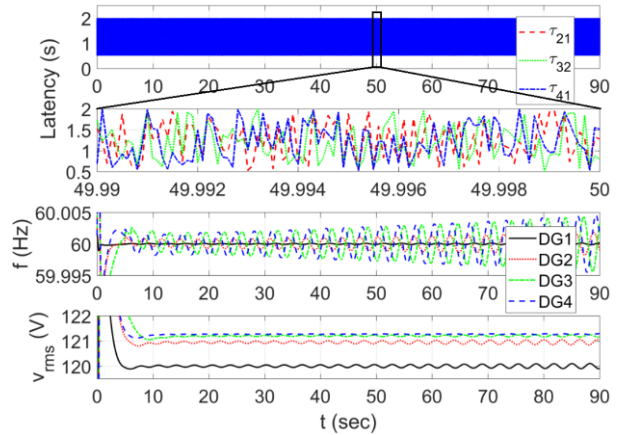 Latency (s)
2
1
0
0 10 20 30 40 50 60 70 80 90
τ21
τ32
τ41
Latency
2
1.5
1
0.5
49.99 49.992 49.994 49.996 49.998 50
f (Hz)
60.005
60
59.995
0 10 20 30 40 50 60 70 80 90
DG1
DG2
DG3
DG4
vrms (V)
122
121
120
0 10 20 30 40 50 60 70 80 90
t (sec)